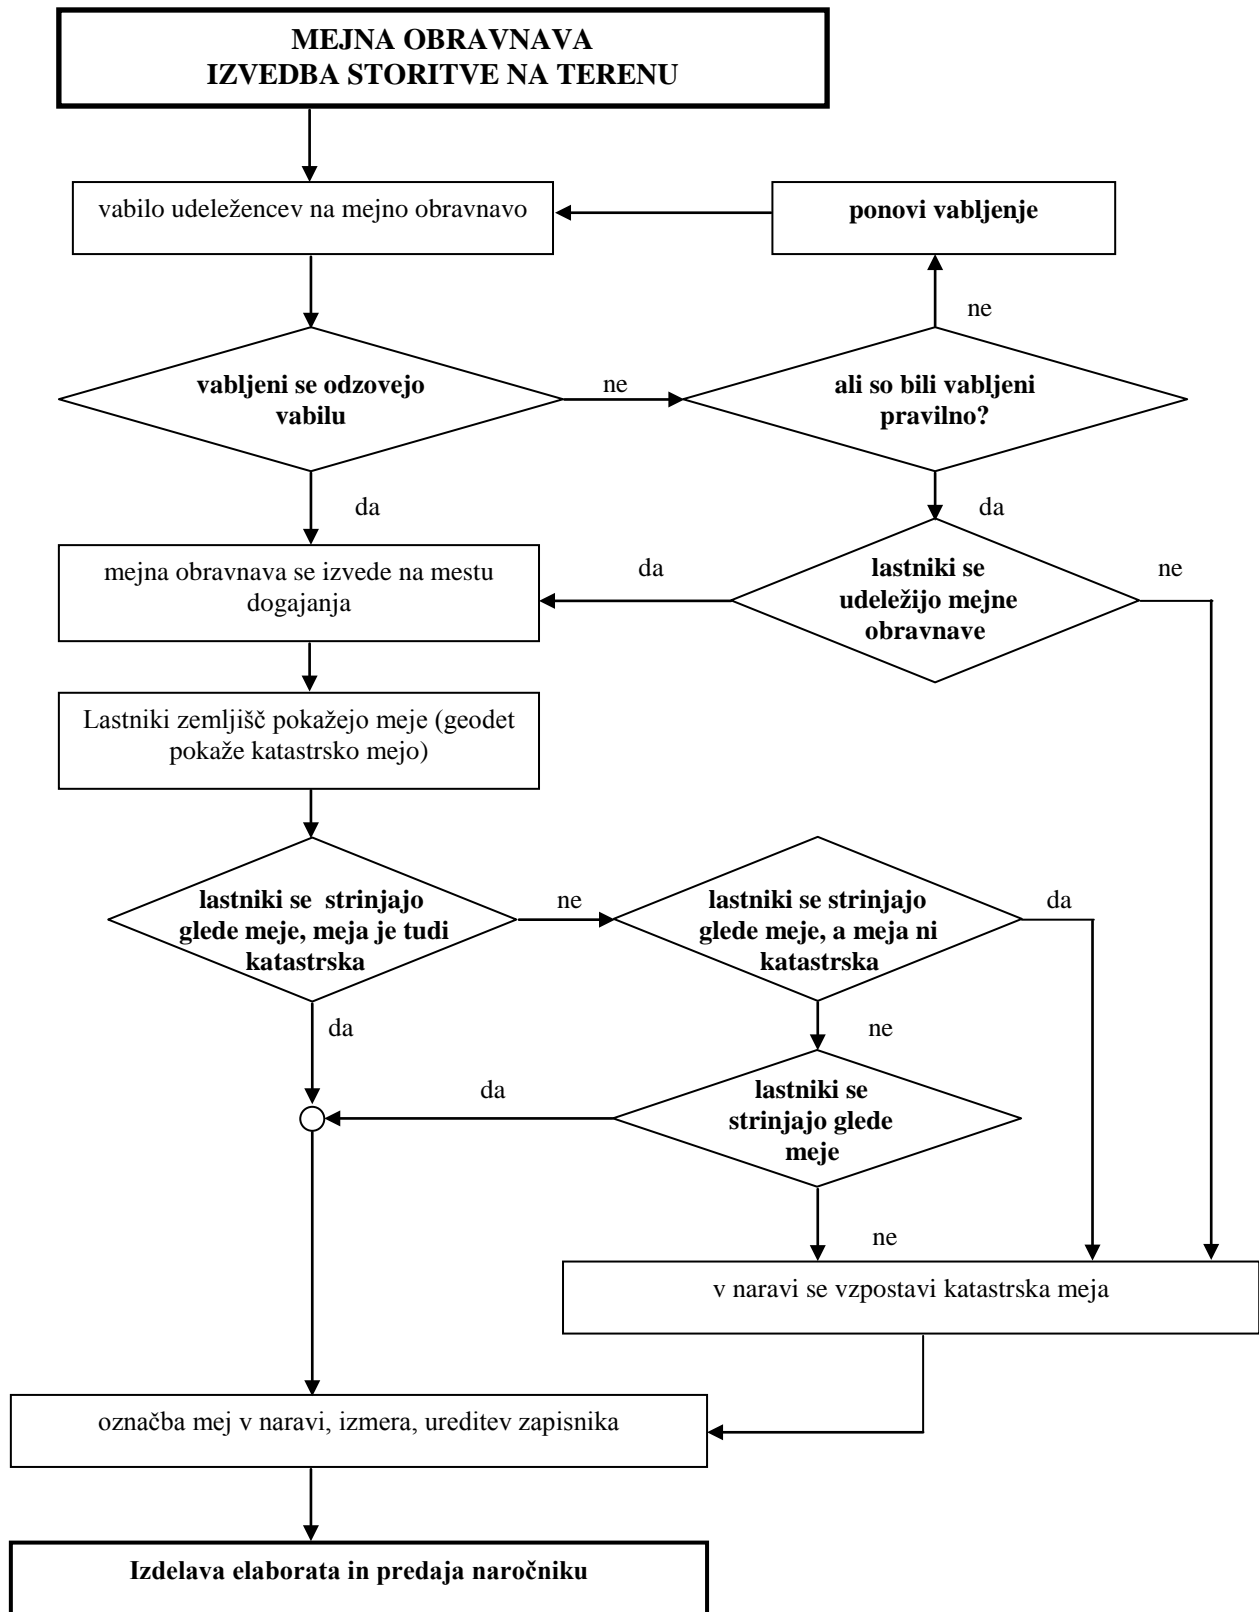 MEJNA OBRAVNAVA
IZVEDBA STORITVE NA TERENU
vabilo udeležencev na mejno obravnavo
ponovi vabljenje
ne
vabljeni se odzovejo
vabilu
ne
ali so bili vabljeni
pravilno?
da
da
mejna obravnava se izvede na mestu
dogajanja
da
lastniki se
udeležijo mejne
obravnave
ne
Lastniki zemljišč pokažejo meje (geodet
pokaže katastrsko mejo)
lastniki se  strinjajo
glede meje, meja je tudi
katastrska
ne
lastniki se strinjajo
glede meje, a meja ni
katastrska
da
da
ne
da
lastniki se
strinjajo glede
meje
ne
v naravi se vzpostavi katastrska meja
označba mej v naravi, izmera, ureditev zapisnika
Izdelava elaborata in predaja naročniku